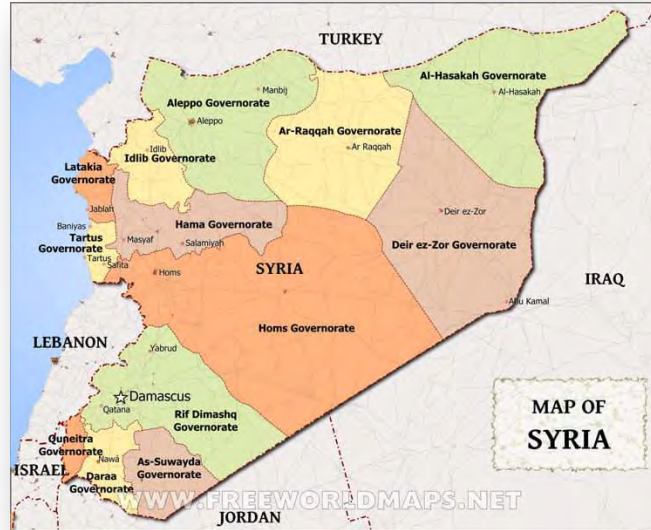 TURKEY
Al-Hasakah Governorate
Al-Hasakah
Manbij
Aleppo Governorate
Aleppo
Ar-Raqqah Governorate
Ar Raqqah
Idlib
Idlib Governorate
Latakia
Governorate
Jablah
Deir ez-Zor
Baniyas
Hama Governorate
Tartus
Governorate
Masyaf
Salamiyah
Deir ez-Zor Governorate
Tartus
Safita
Homs
SYRIA
IRAQ
Abu Kamal
Homs Governorate
LEBANON
Yabrud
Damascus
Qatana
Rif Dimashq
Governorate
MAP OF
SYRIA
Quneitra
Governorate
Nawá
As-Suwayda
Governorate
ISRAEL
Daraa
Governorate
WWW.FREEWORLDMAPS.NET
JORDAN